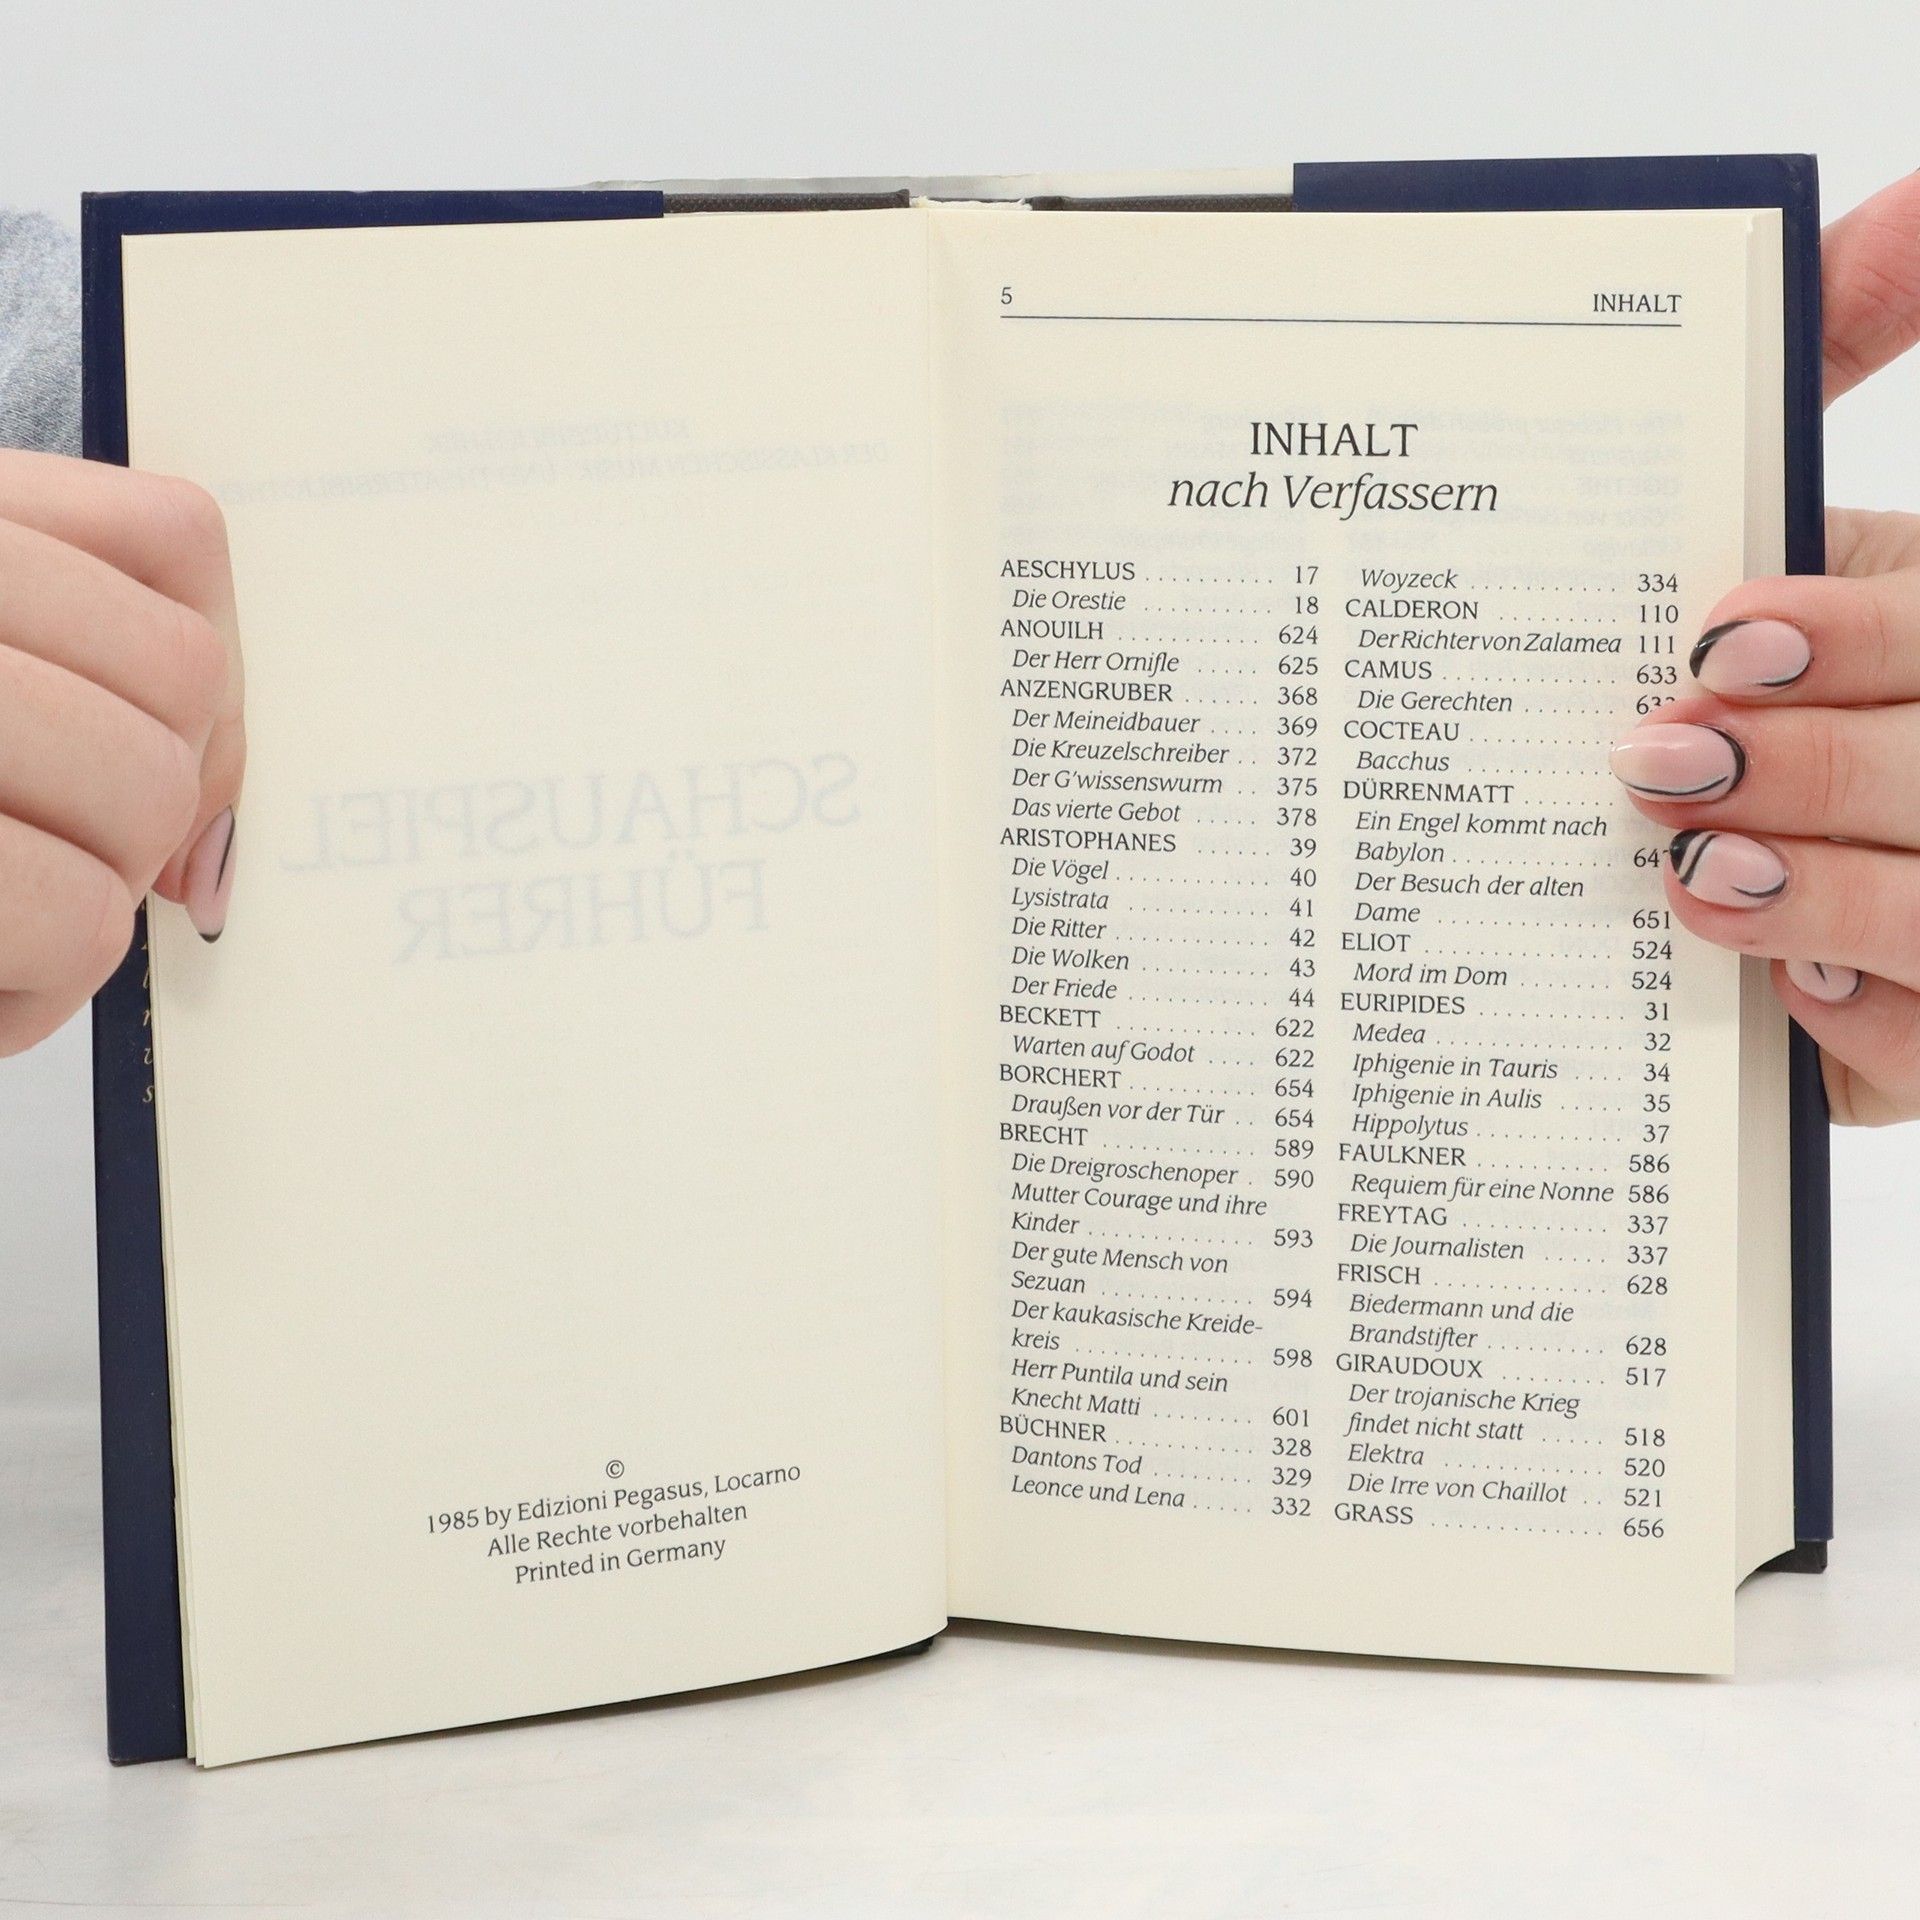 SCHAUSPIEL
FÜHRER
©
1985 by Edizioni Pegasus, Locarno
Alle Rechte vorbehalten
Printed in Germany
5 INHALT
INHALT
nach Verfassern
AESCHYLUS . . . . . . . . . . 17
Die Orestie . . . . . . . . . . 18
ANOUILH . . . . . . . . . . . 624
Der Herr Ornifle . . . . . 625
ANZENGRUBER . . . . . . 368
Der Meineidbauer . . . . 369
Die Kreuzelschreiber . . 372
Der G'wissenswurm . . 375
Das vierte Gebot . . . . . 378
ARISTOPHANES . . . . . . 39
Die Vögel . . . . . . . . . . . 40
Lysistrata . . . . . . . . . . . 41
Die Ritter . . . . . . . . . . . 42
Die Wolken . . . . . . . . . . 43
Der Friede . . . . . . . . . . . 44
BECKETT . . . . . . . . . . . 622
Warten auf Godot . . . . 622
BORCHERT . . . . . . . . . . 654
Draußen vor der Tür . . 654
BRECHT . . . . . . . . . . . . 589
Die Dreigroschenoper . 590
Mutter Courage und ihre
Kinder . . . . . . . . . . . . . 593
Der gute Mensch von
Sezuan . . . . . . . . . . . . 594
Der kaukasische Kreide-
kreis . . . . . . . . . . . . . . 598
Herr Puntila und sein
Knecht Matti . . . . . . . . 601
BÜCHNER . . . . . . . . . . . 328
Dantons Tod . . . . . . . . 329
Leonce und Lena . . . . . 332
Woyzeck . . . . . . . . . . . 334
CALDERON . . . . . . . . . 110
Der Richter von Zalamea 111
CAMUS . . . . . . . . . . . . . 633
Die Gerechten . . . . . . .
COCTEAU . . . . . . . . . . .
Bacchus . . . . . . . . . . .
DÜRRENMATT . . . . . . .
Ein Engel kommt nach
Babylon . . . . . . . . . . . .
Der Besuch der alten
Dame . . . . . . . . . . . . . 651
ELIOT . . . . . . . . . . . . . . 524
Mord im Dom . . . . . . . 524
EURIPIDES . . . . . . . . . . . 31
Medea . . . . . . . . . . . . . . 32
Iphigenie in Tauris . . . . 34
Iphigenie in Aulis . . . . . 35
Hippolytus . . . . . . . . . . . 37
FAULKNER . . . . . . . . . . 586
Requiem für eine Nonne 586
FREYTAG . . . . . . . . . . . 337
Die Journalisten . . . . . 337
FRISCH . . . . . . . . . . . . . 628
Biedermann und die
Brandstifter . . . . . . . . . 628
GIRAUDOUX . . . . . . . . 517
Der trojanische Krieg
findet nicht statt . . . . . 518
Elektra . . . . . . . . . . . . 520
Die Irre von Chaillot . . 521
GRASS . . . . . . . . . . . . . 656